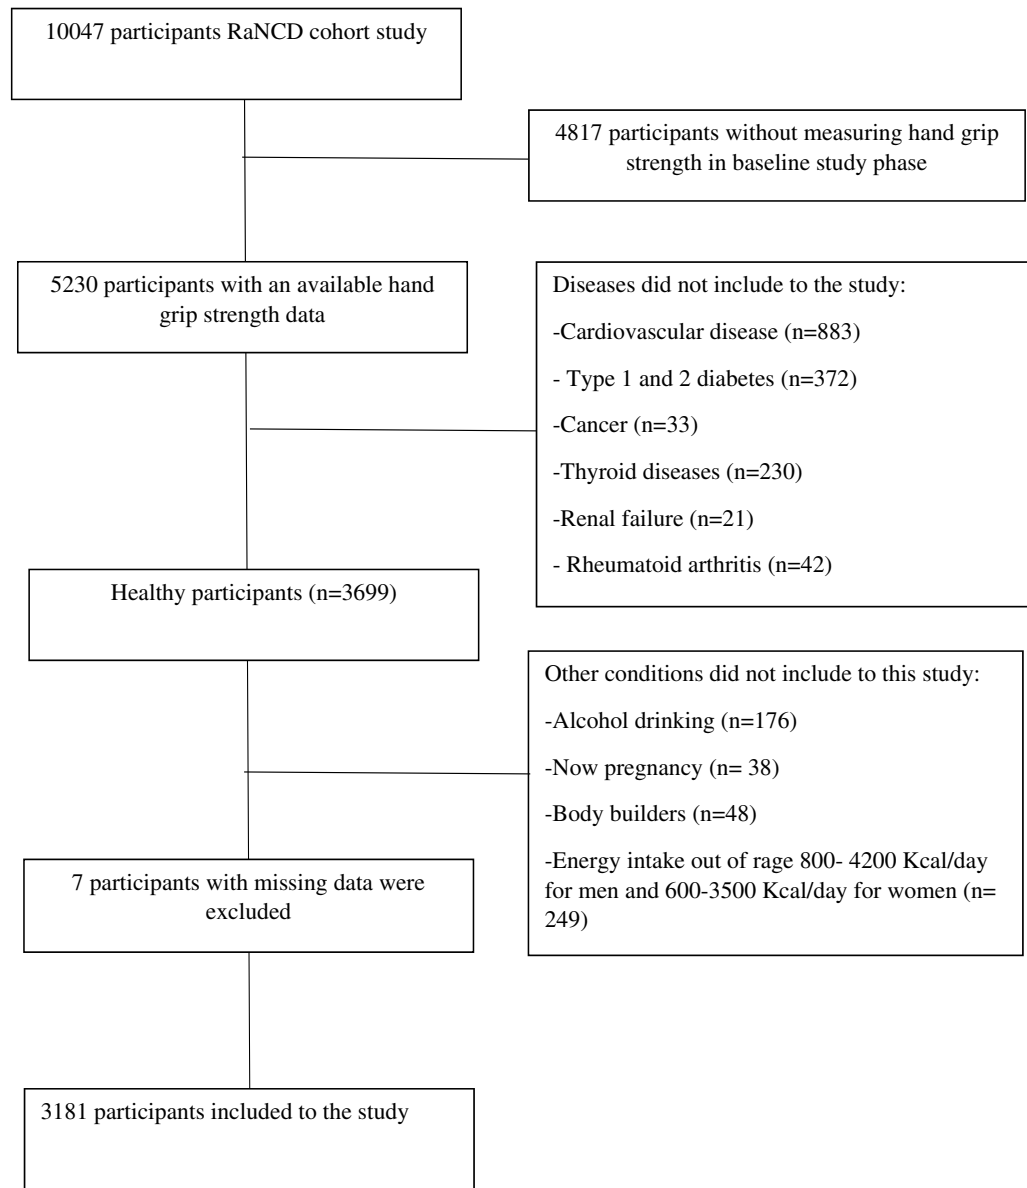 10047 participants RaNCD cohort study
4817 participants without measuring hand grip
strength in baseline study phase
5230 participants with an available hand
grip strength data
Diseases did not include to the study:
-Cardiovascular disease (n=883)
- Type 1 and 2 diabetes (n=372)
-Cancer (n=33)
-Thyroid diseases (n=230)
-Renal failure (n=21)
- Rheumatoid arthritis (n=42)
Healthy participants (n=3699)
Other conditions did not include to this study:
-Alcohol drinking (n=176)
-Now pregnancy (n= 38)
-Body builders (n=48)
-Energy intake out of rage 800- 4200 Kcal/day
for men and 600-3500 Kcal/day for women (n=
249)
7 participants with missing data were
excluded
3181 participants included to the study